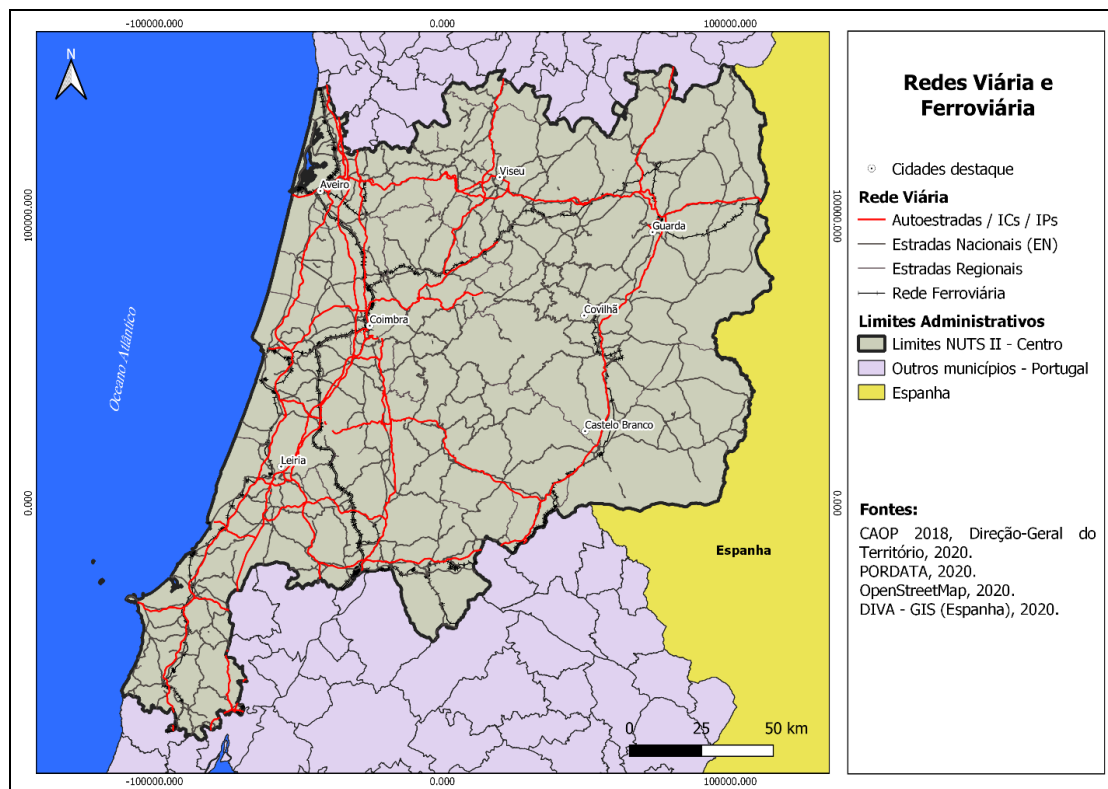 -100000.000
0.000
100000.000
N
Aveiro
Viseu
Guarda
Coimbra
Covilhã
Castelo Branco
Leiria
Oceano Atlântico
Espanha
100000.000
0.000
100000.000
0.000
0
25
50 km
-100000.000
0.000
100000.000
Redes Viária e
Ferroviária
Cidades destaque
Rede Viária
Autoestradas / ICs / IPs
Estradas Nacionais (EN)
Estradas Regionais
Rede Ferroviária
Limites Administrativos
Limites NUTS II - Centro
Outros municípios - Portugal
Espanha
Fontes:
CAOP 2018, Direção-Geral do
Território, 2020.
PORDATA, 2020.
OpenStreetMap, 2020.
DIVA - GIS (Espanha), 2020.